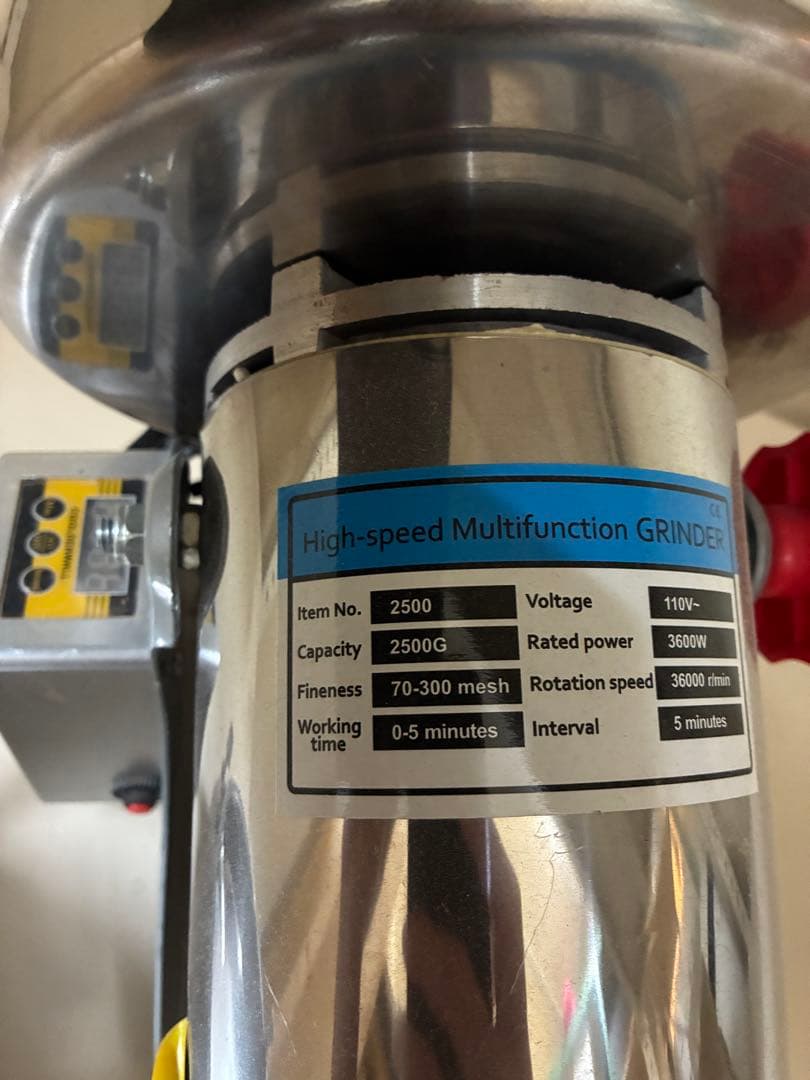 CE
High-speed Multifunction GRINDER
Item No. 2500 Voltage 110V~
Capacity 2500G Rated power 3600W
Fineness 70-300 mesh Rotation speed 36000 r/min
Working time 0-5 minutes Interval 5 minutes